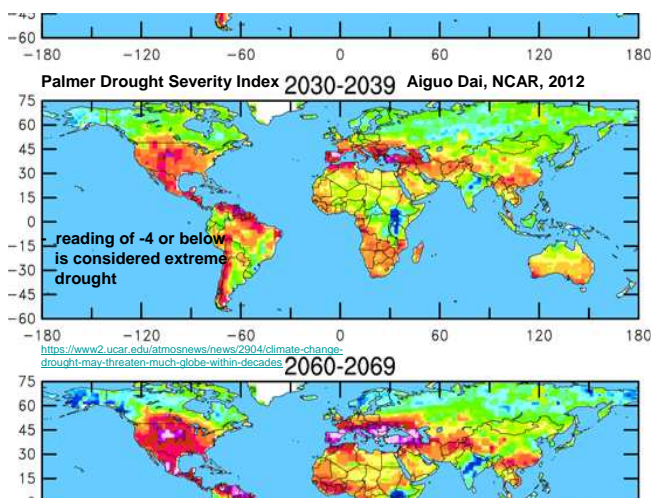 -45
-60
-180 -120 -60 0 60 120 180
Palmer Drought Severity Index 2030-2039 Aiguo Dai, NCAR, 2012
75
60
45
30
15
0
-15
-30
-45
-60
- reading of -4 or below
is considered extreme
drought
-180 -120 -60 0 60 120 180
https://www2.ucar.edu/atmosnews/news/2904/climate-change-
drought-may-threaten-much-globe-within-decades 2060-2069
75
60
45
30
15
0